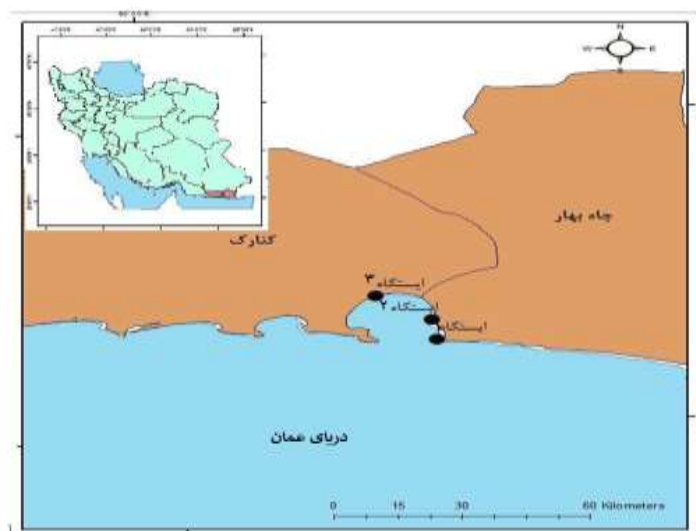 N
W E
S
چاه بهار
کنارک
ایستگاه ۳
ایستگاه ۲
ایستگاه
دریای عمان
0 15 30 60 Kilometers